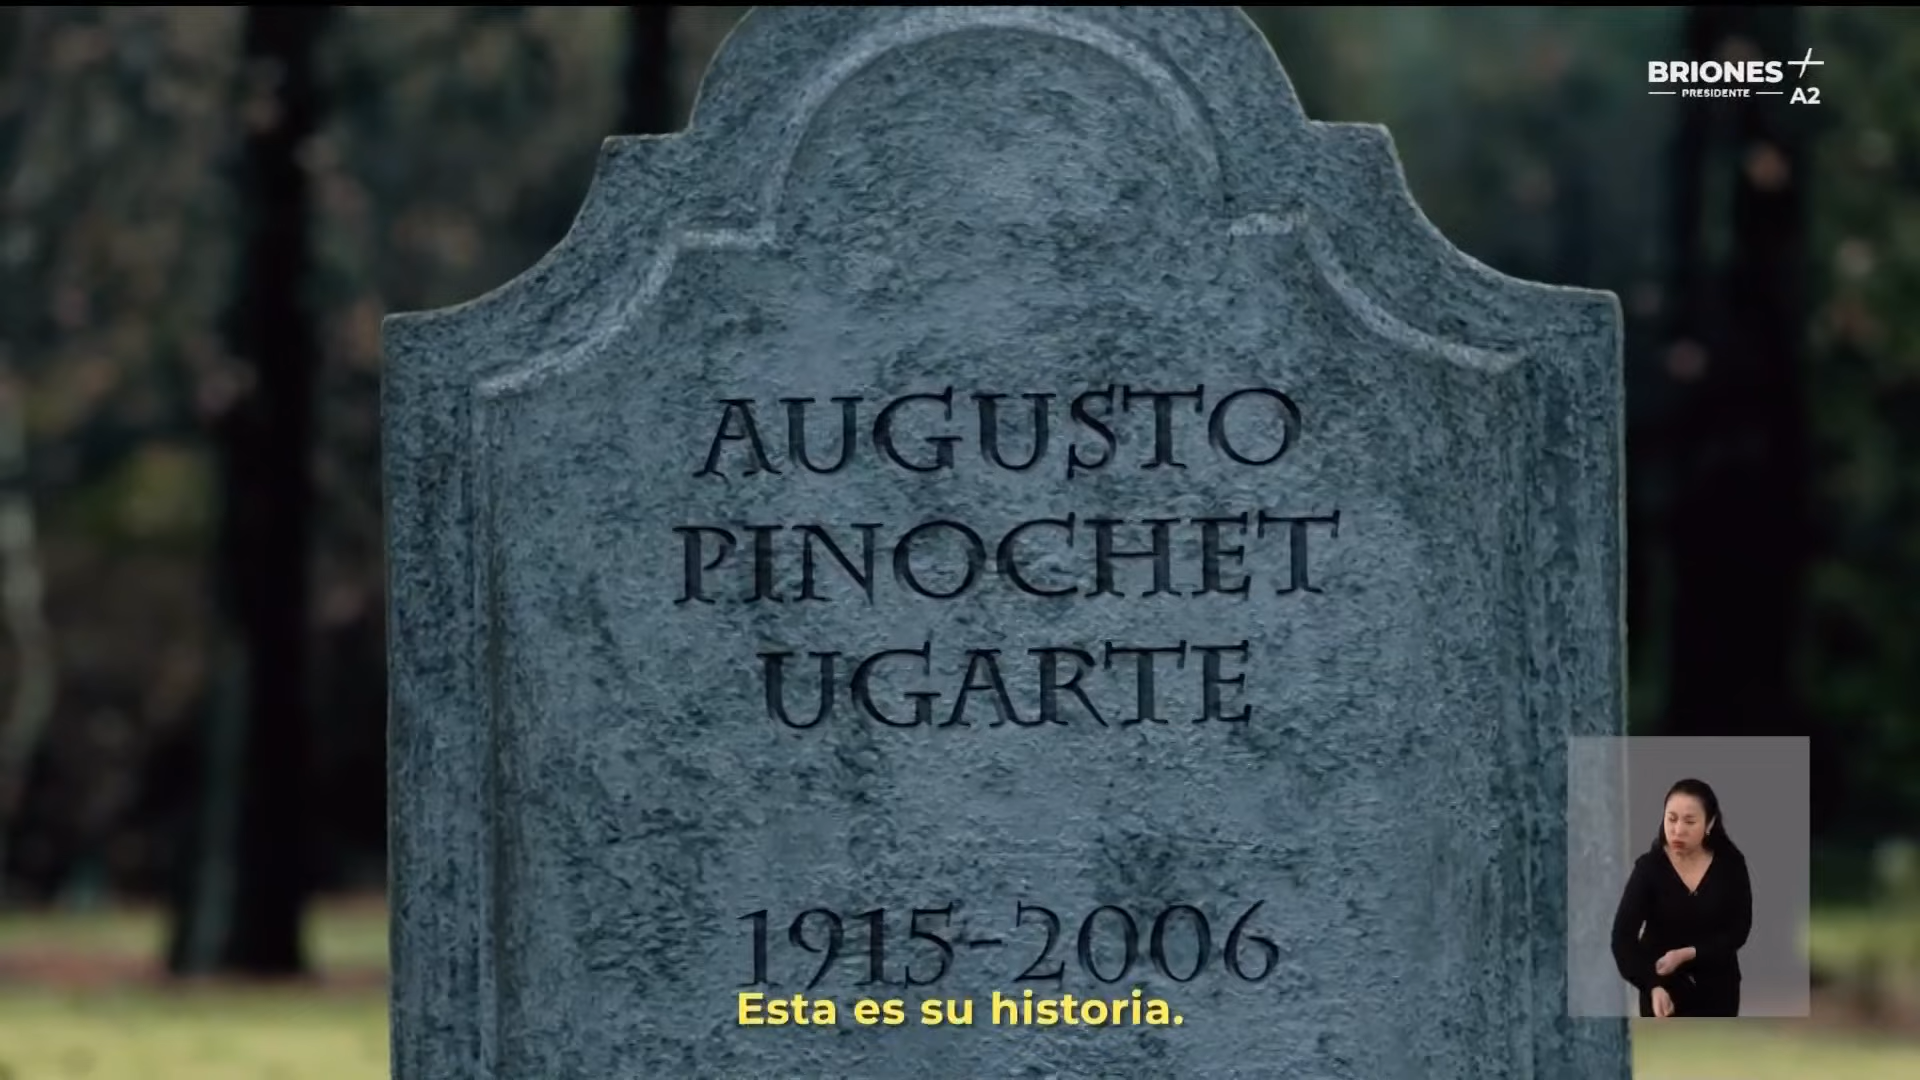 BRIONES
PRESIDENTE
A2
AUGUSTO
PINOCHET
UGARTE
1915-2006
Esta es su historia.